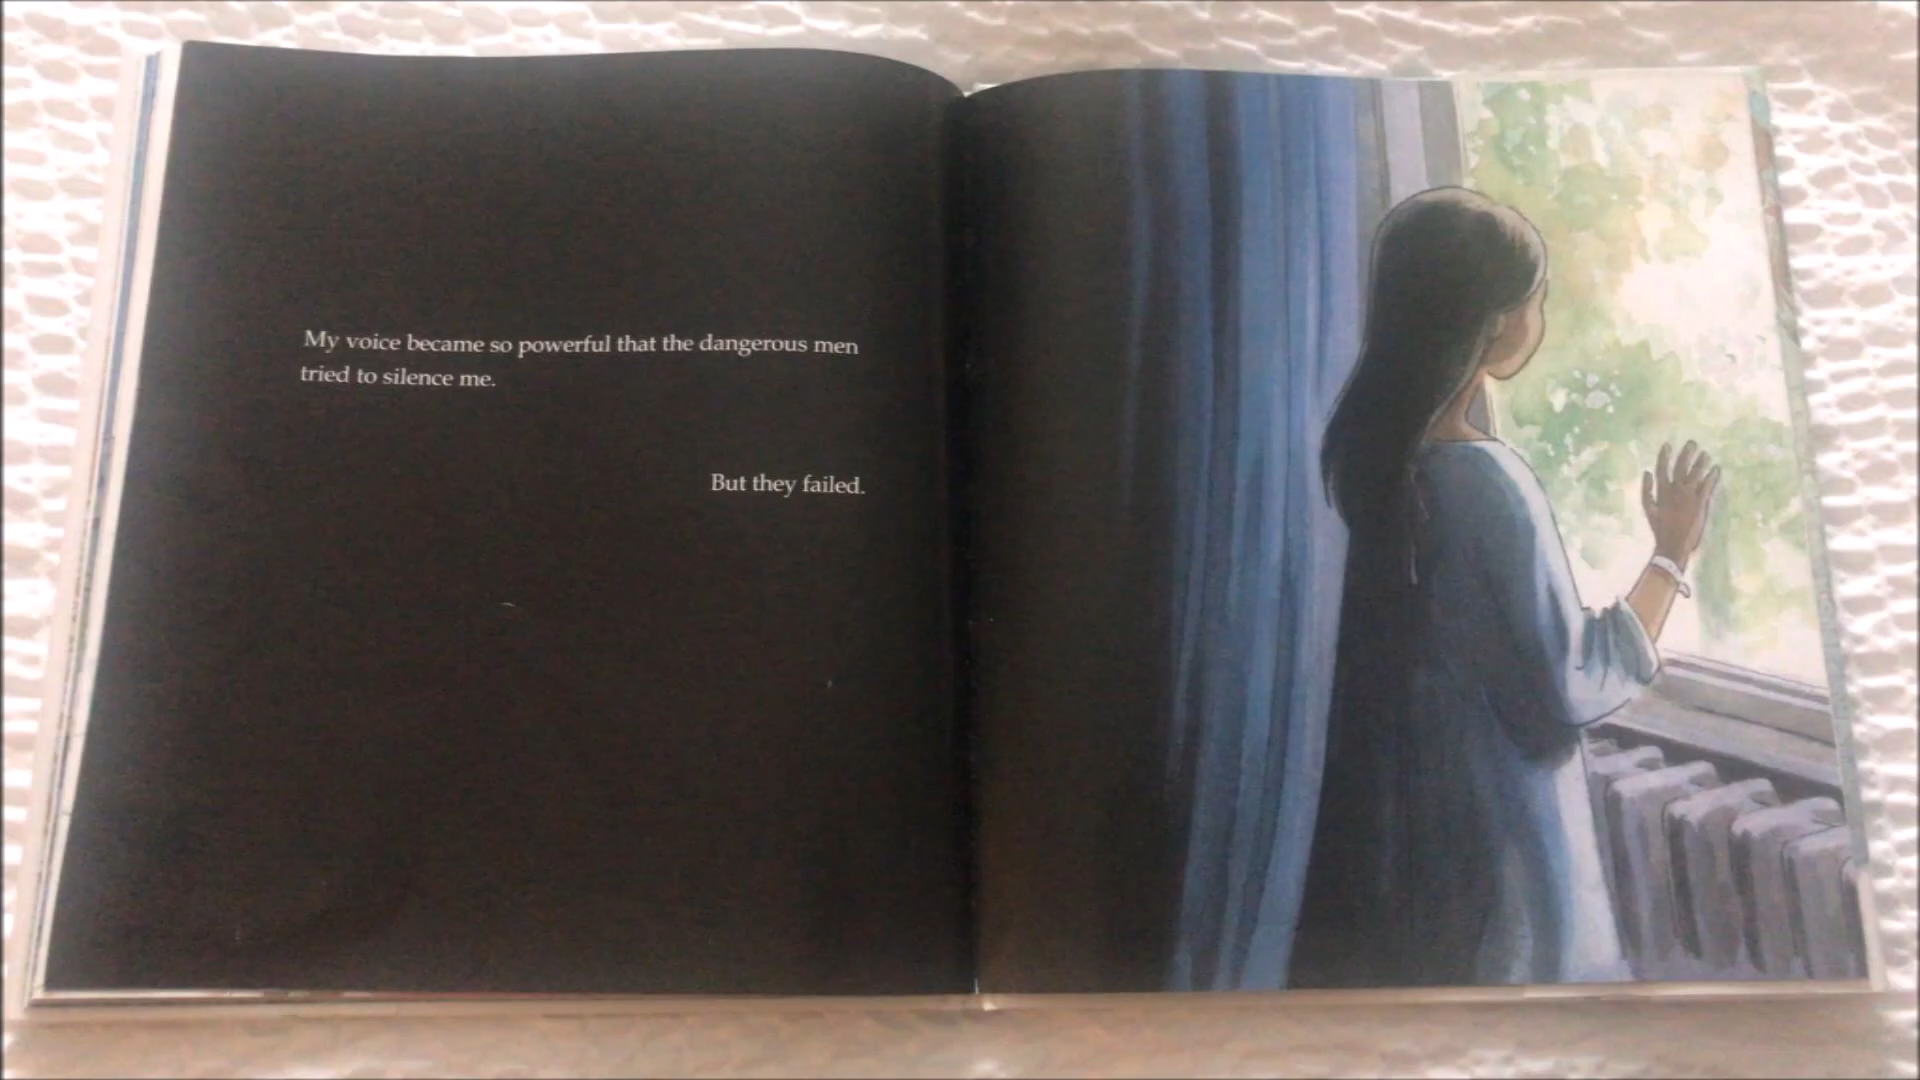 My voice became so powerful that the dangerous men
tried to silence me.
But they failed.